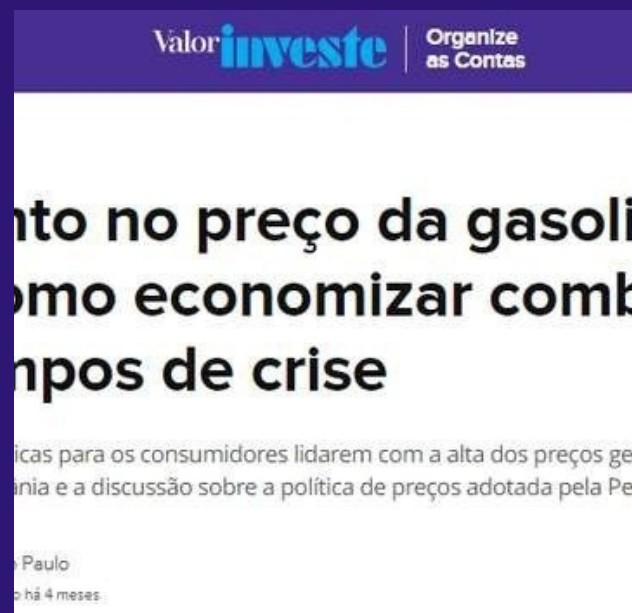 Valor investe
Organize
as Contas
nto no preço da gasoli
omo economizar comb
mpos de crise
icas para os consumidores lidarem com a alta dos preços ge
ânia e a discussão sobre a política de preços adotada pela Pe
Paulo
o há 4 meses